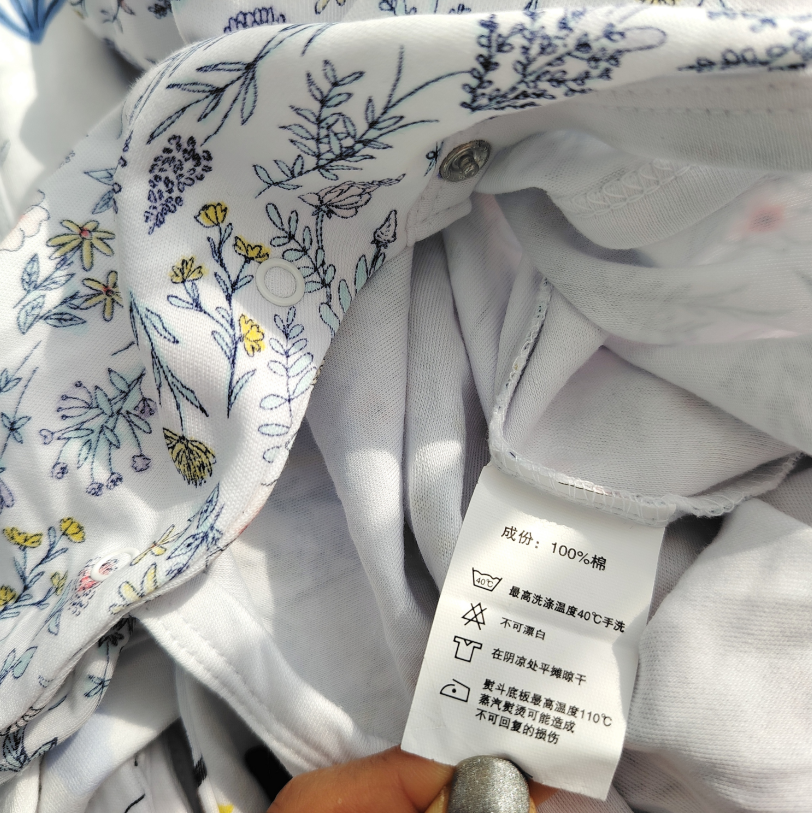 成份：100%棉
40℃
最高洗涤温度40℃手洗
不可漂白
在阴凉处平摊晾干
熨斗底板最高温度110℃
蒸汽熨烫可能造成
不可回复的损伤